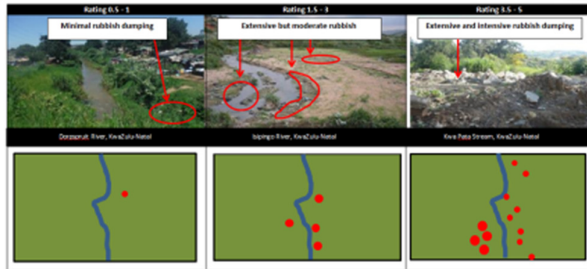 Rating 0.5 - 1
Rating 1.5 - 3
Rating 3.5 - 5
Minimal rubbish dumping
Extensive but moderate rubbish
Extensive and intensive rubbish dumping
Dorpspruit River, KwaZulu-Natal
Isipingo River, KwaZulu-Natal
Kwa Pata Stream, KwaZulu-Natal